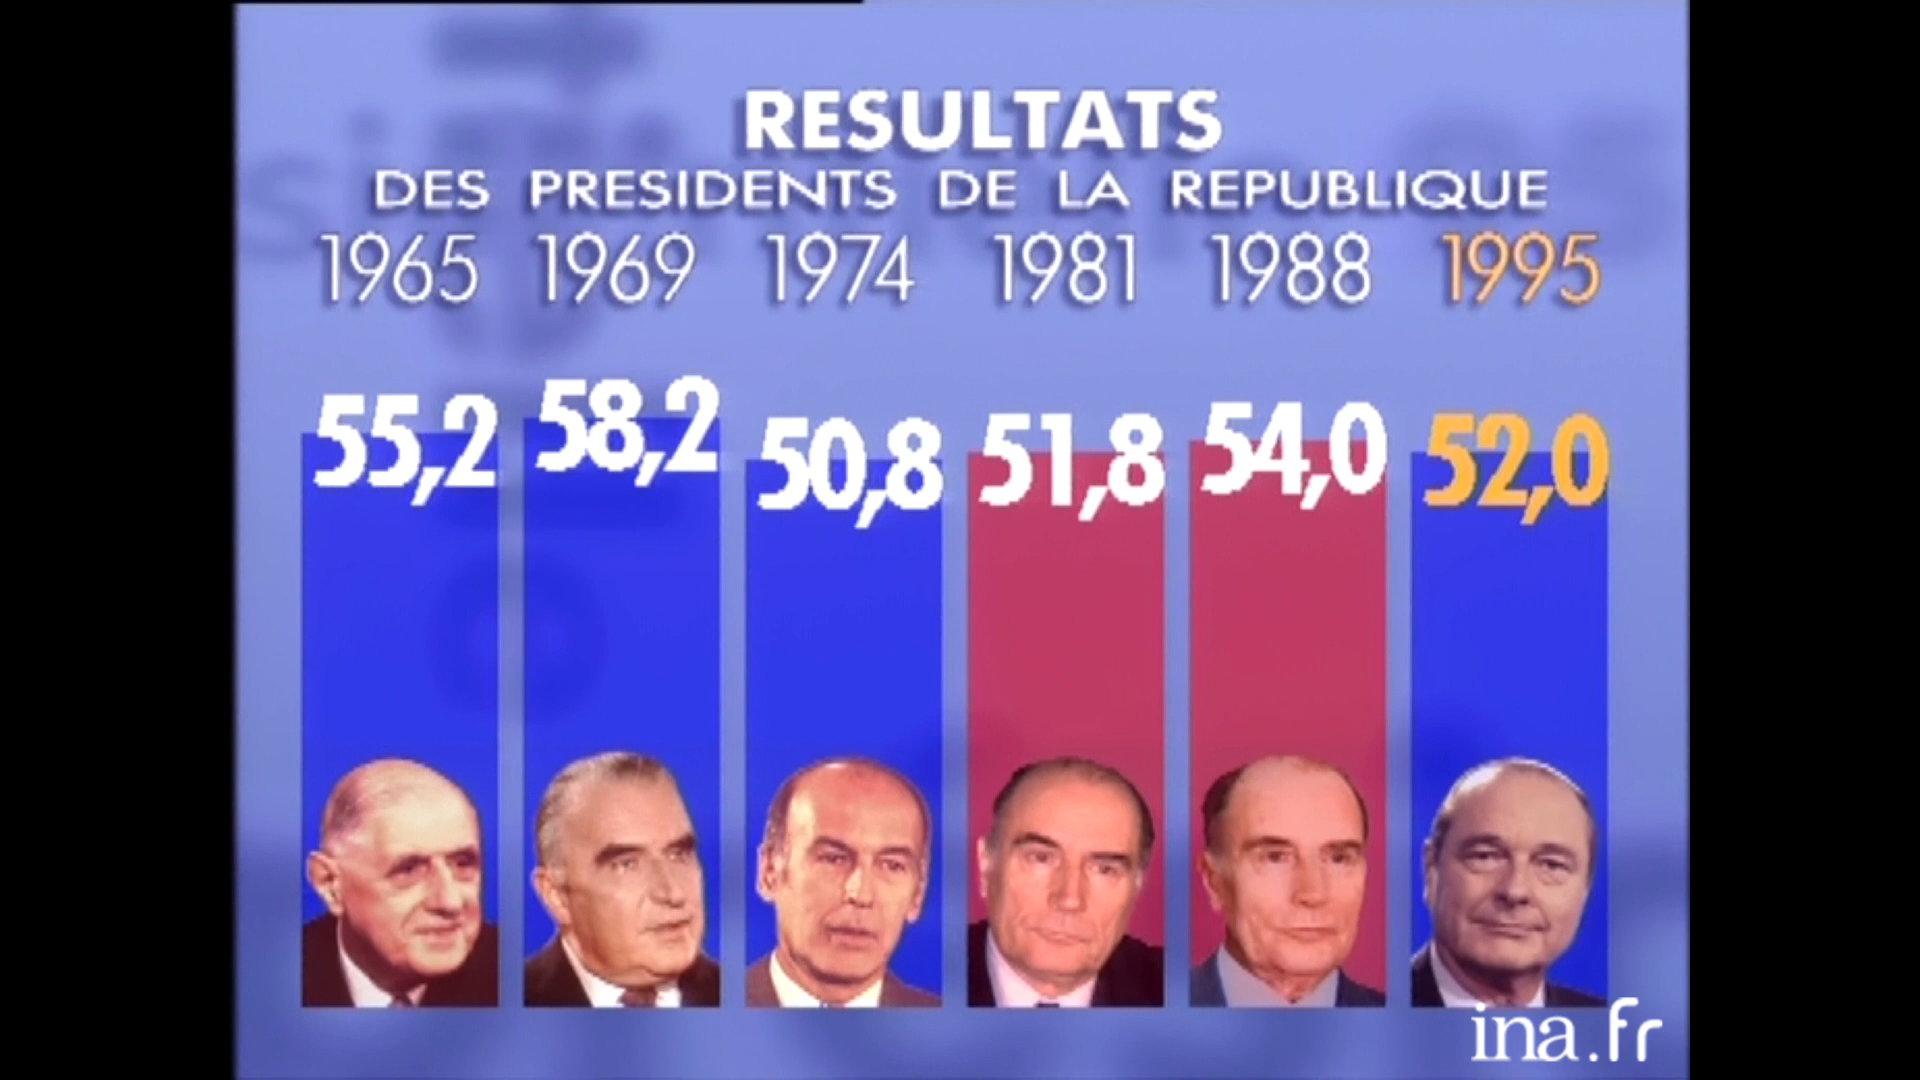 RESULTATS
DES PRESIDENTS DE LA REPUBLIQUE
1965 1969 1974 1981 1988 1995
55,2 58,2 50,8 51,8 54,0 52,0
ina.fr